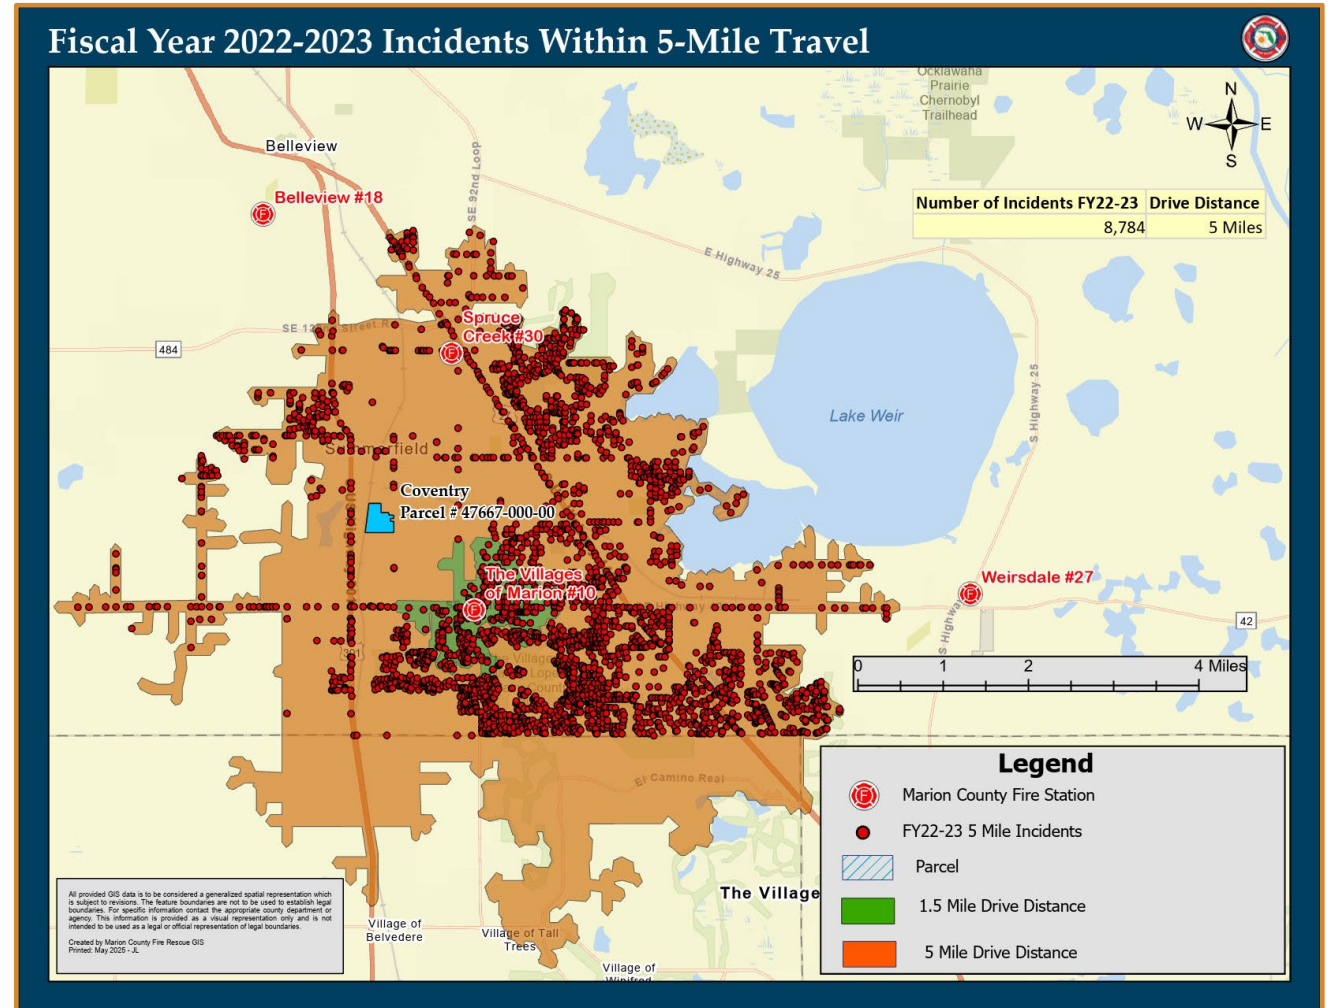 Fiscal Year 2022-2023 Incidents Within 5-Mile Travel
Ocklawaha
Prairie
Chernobyl
Trailhead
N
W E
S
Belleview
Belleview #18
SE 92nd Loop
Number of Incidents FY22-23 Drive Distance
8,784 5 Miles
E Highway 25
Spruce
Creek #30
484
S Highway 25
Lake Weir
Coventry
Parcel # 47667-000-00
The Villages
of Marion #10
Weirsdale #27
42
S Highway
301
0 1 2 4 Miles
El Camino Real
Legend
Marion County Fire Station
FY22-23 5 Mile Incidents
Parcel
1.5 Mile Drive Distance
5 Mile Drive Distance
The Village
All provided GIS data is to be considered a generalized spatial representation which
is subject to revisions. The feature boundaries are not to be used to establish legal
boundaries. For specific information contact the appropriate county department or
agency. This information is provided as a visual representation only and is not
intended to be used as a legal or official representation of legal boundaries.
Created by Marion County Fire Rescue GIS
Printed: May 2025 - JL
Village of
Belvedere
Village of Tall
Trees
Village of